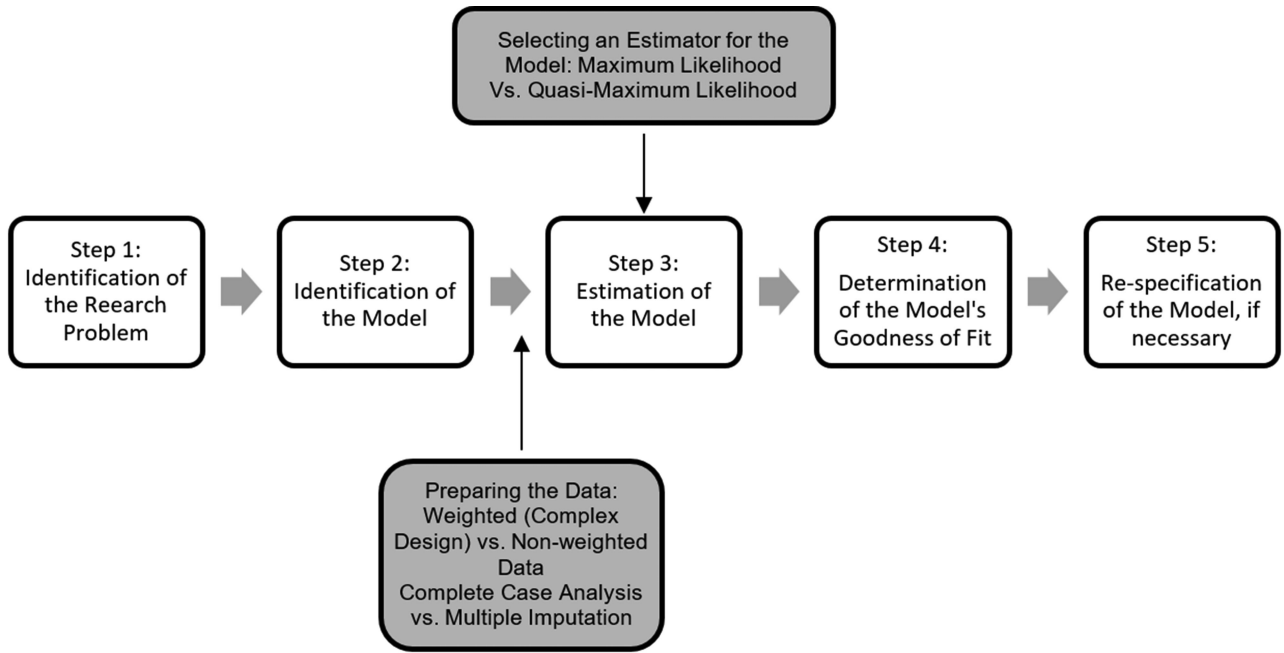 Selecting an Estimator for the
Model: Maximum Likelihood
Vs. Quasi-Maximum Likelihood
Step 1:
Identification of
the Reearch
Problem
Step 2:
Identification of
the Model
Step 3:
Estimation of
the Model
Step 4:
Determination
of the Model's
Goodness of Fit
Step 5:
Re-specification
of the Model, if
necessary
Preparing the Data:
Weighted (Complex
Design) vs. Non-weighted
Data
Complete Case Analysis
vs. Multiple Imputation